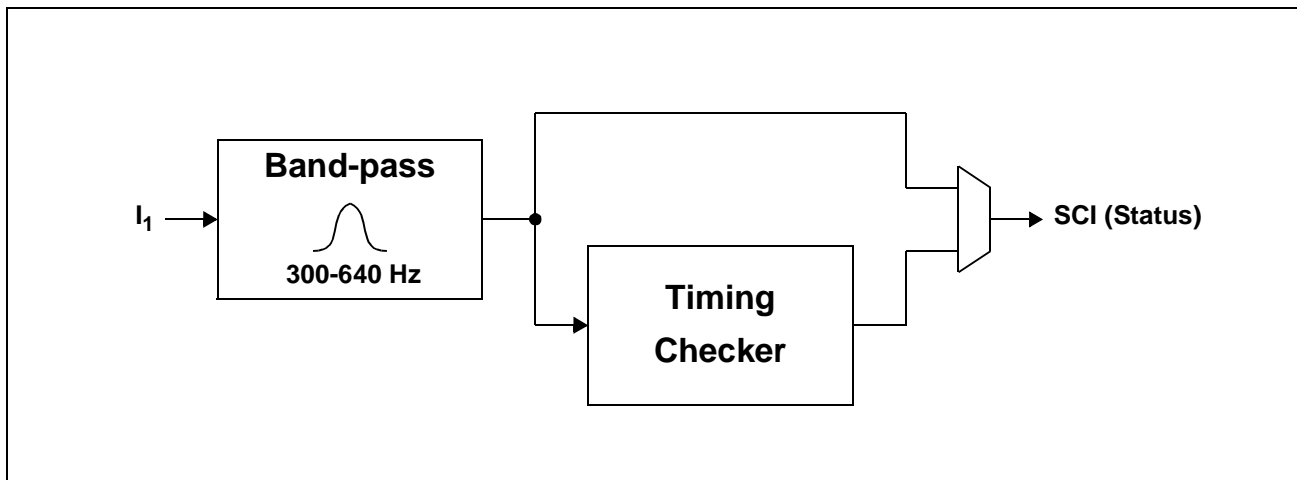 Band-pass
300-640 Hz
I1
SCI (Status)
Timing
Checker